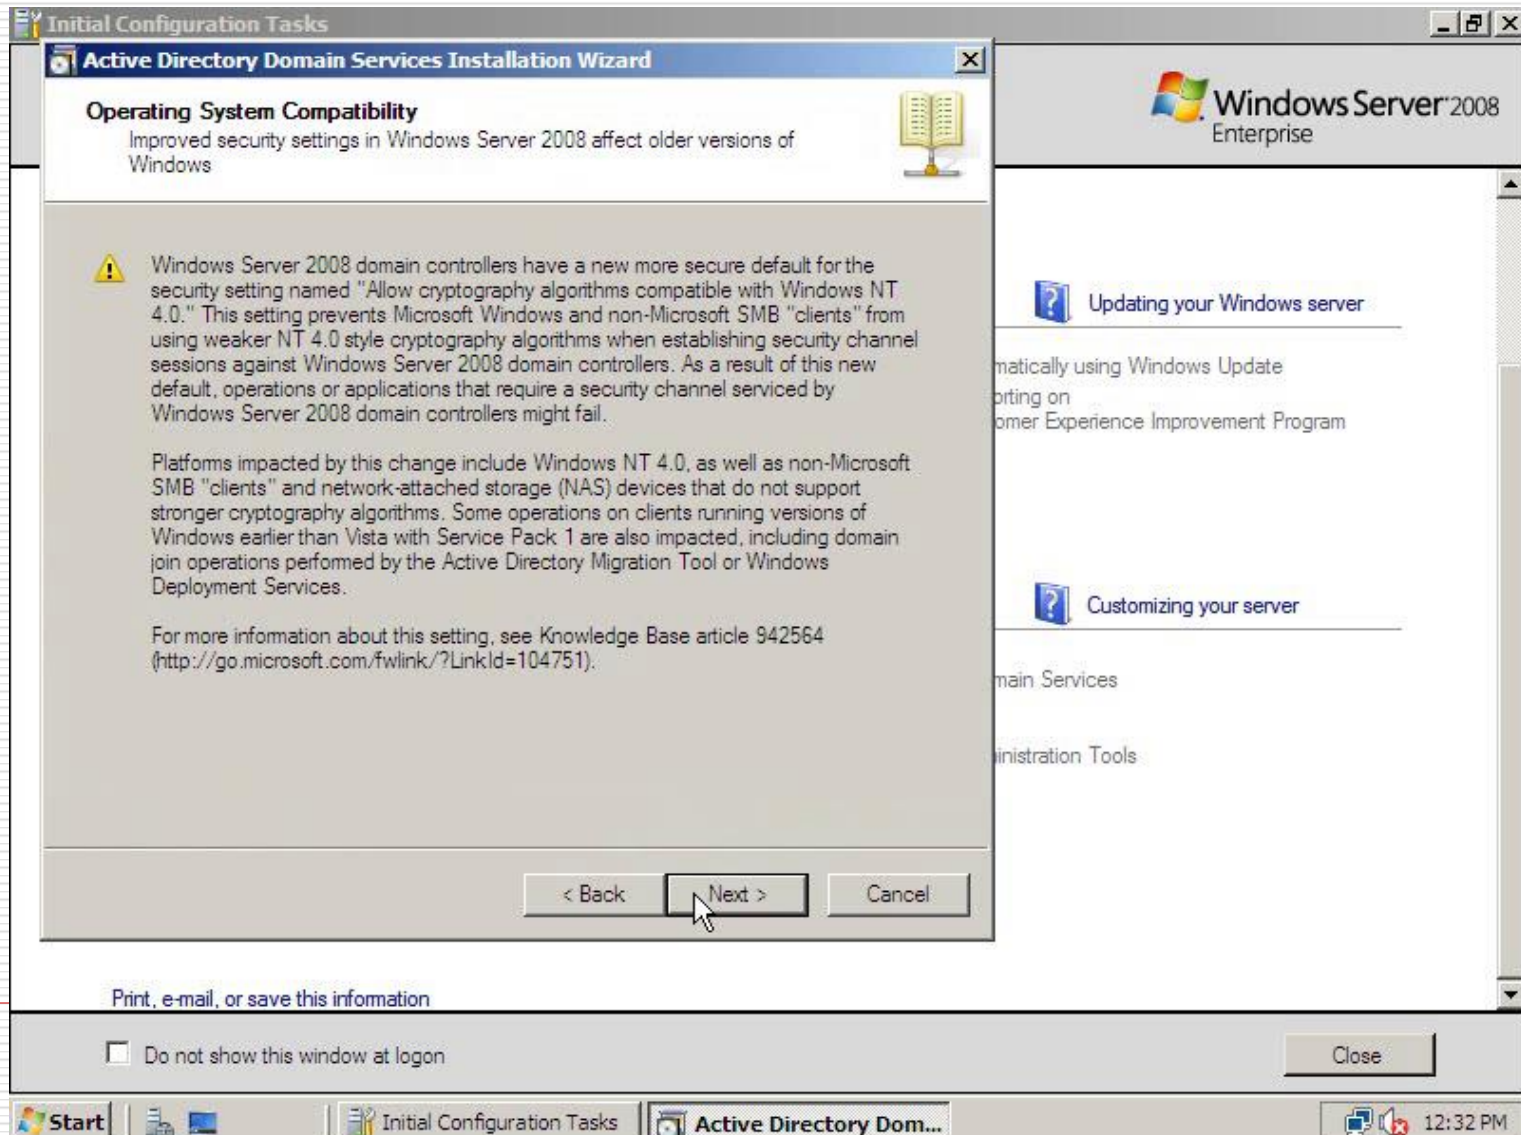 Initial Configuration Tasks
Active Directory Domain Services Installation Wizard
Operating System Compatibility
Improved security settings in Windows Server 2008 affect older versions of
Windows
Windows Server 2008
Enterprise
Windows Server 2008 domain controllers have a new more secure default for the
security setting named "Allow cryptography algorithms compatible with Windows NT
4.0." This setting prevents Microsoft Windows and non-Microsoft SMB "clients" from
using weaker NT 4.0 style cryptography algorithms when establishing security channel
sessions against Windows Server 2008 domain controllers. As a result of this new
default, operations or applications that require a security channel serviced by
Windows Server 2008 domain controllers might fail.
Platforms impacted by this change include Windows NT 4.0, as well as non-Microsoft
SMB "clients" and network-attached storage (NAS) devices that do not support
stronger cryptography algorithms. Some operations on clients running versions of
Windows earlier than Vista with Service Pack 1 are also impacted, including domain
join operations performed by the Active Directory Migration Tool or Windows
Deployment Services.
For more information about this setting, see Knowledge Base article 942564
(http://go.microsoft.com/fwlink/?LinkId=104751).
< Back
Next >
Cancel
Updating your Windows server
matically using Windows Update
orting on
omer Experience Improvement Program
Customizing your server
main Services
inistration Tools
Print, e-mail, or save this information
Do not show this window at logon
Close
Start
Initial Configuration Tasks
Active Directory Dom...
12:32 PM